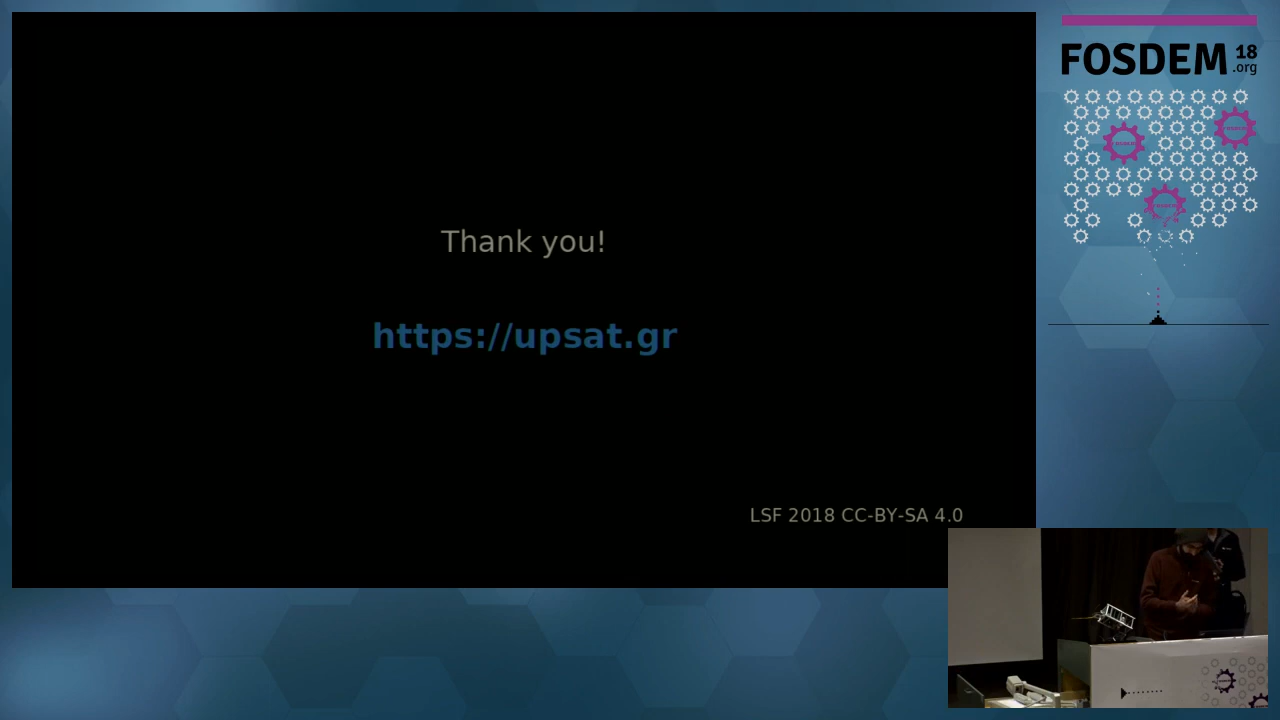 Thank you!
https://upsat.gr
LSF 2018 CC-BY-SA 4.0
FOSDEM 18
.org